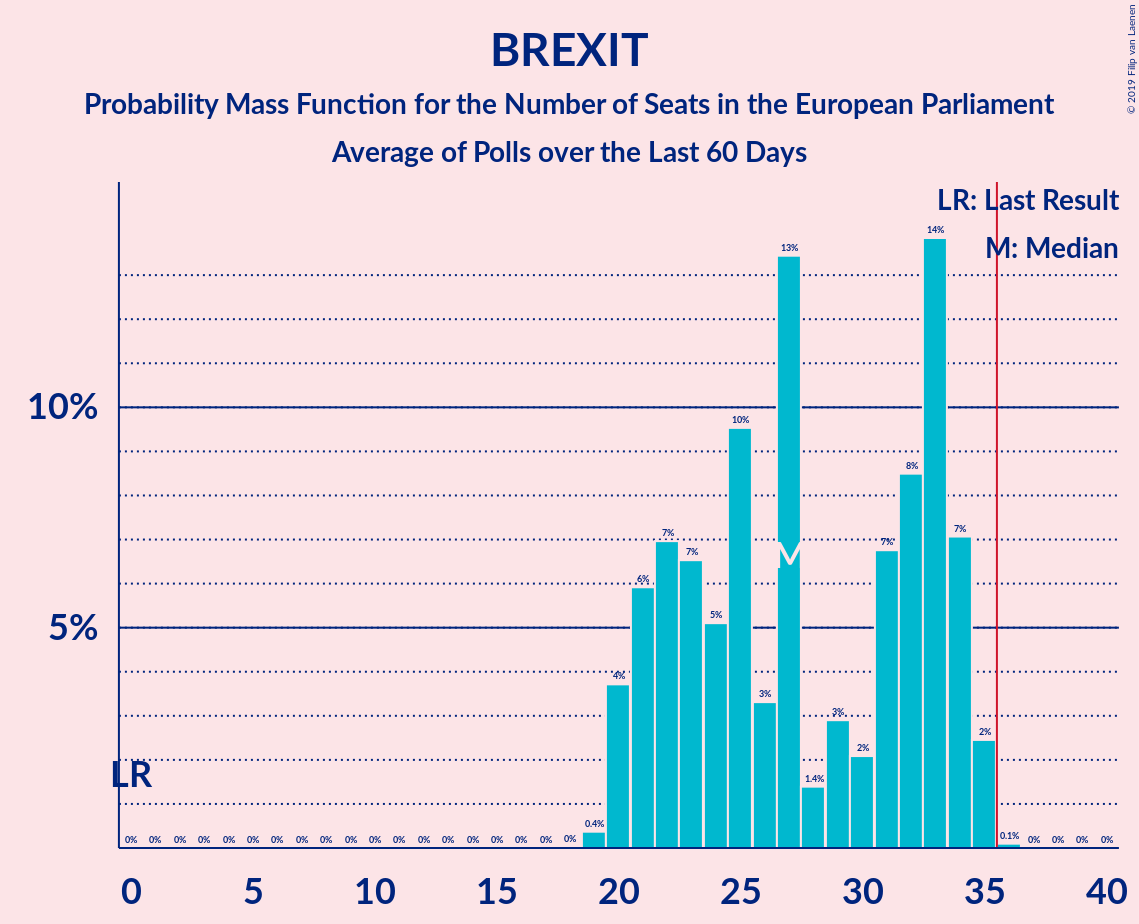 BREXIT
Probability Mass Function for the Number of Seats in the European Parliament
Average of Polls over the Last 60 Days
© 2019 Filip van Laenen
LR: Last Result
M: Median
10%
5%
LR
M
0% 0% 0% 0% 0% 0% 0% 0% 0% 0% 0% 0% 0% 0% 0% 0% 0% 0% 0% 0.4% 4% 6% 7% 7% 5% 10% 3% 13% 1.4% 3% 2% 7% 8% 14% 7% 2% 0.1% 0% 0% 0% 0%
0 5 10 15 20 25 30 35 40